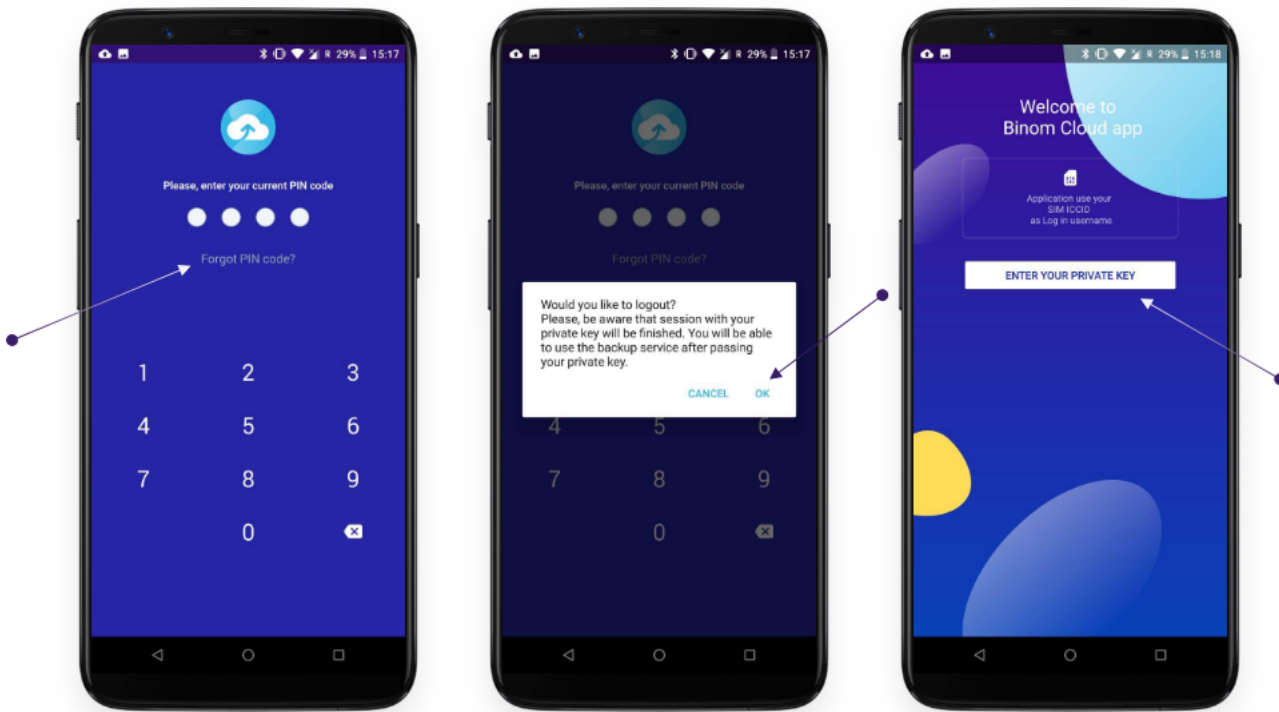 R 29% 15:17
Please, enter your current PIN code
Forgot PIN code?
1 2 3
4 5 6
7 8 9
0
R 29% 15:17
Please, enter your current PIN code
Forgot PIN code?
Would you like to logout?
Please, be aware that session with your
private key will be finished. You will be able
to use the backup service after passing
your private key.
CANCEL OK
4 5 6
7 8 9
0
R 29% 15:18
Welcome to
Binom Cloud app
Application use your
SIM ICCID
as Log in username
ENTER YOUR PRIVATE KEY